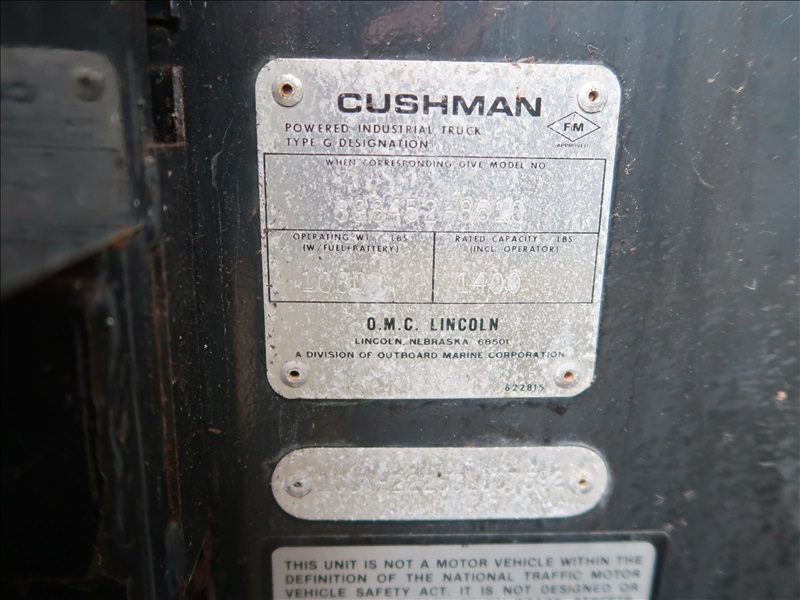 CUSHMAN
POWERED INDUSTRIAL TRUCK
TYPE G DESIGNATION
FM
APPROVED
WHEN CORRESPONDING GIVE MODEL NO
OPERATING WT. LBS
(W/FUEL+BATTERY)
RATED CAPACITY LBS
(INCL. OPERATOR)
1400
O.M.C. LINCOLN
LINCOLN, NEBRASKA 68501
A DIVISION OF OUTBOARD MARINE CORPORATION
822815
THIS UNIT IS NOT A MOTOR VEHICLE WITHIN THE
DEFINITION OF THE NATIONAL TRAFFIC MOTOR
VEHICLE SAFETY ACT. IT IS NOT DESIGNED OR